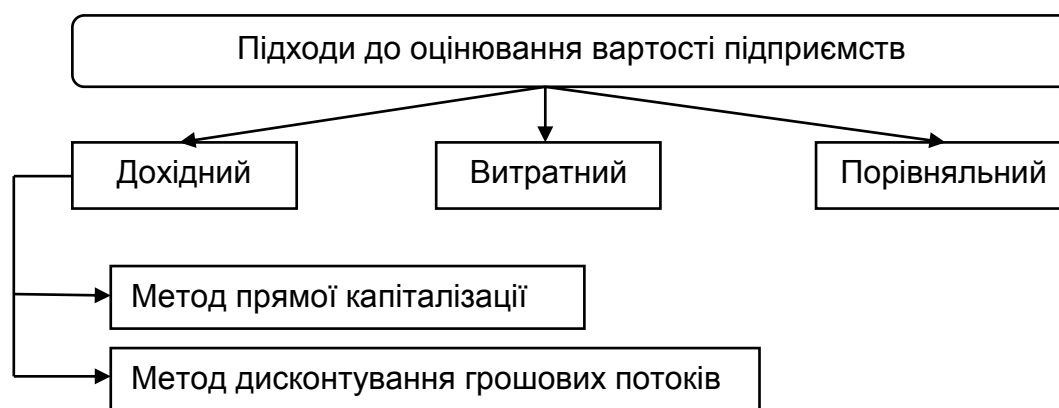 Підходи до оцінювання вартості підприємств
Дохідний
Витратний
Порівняльний
Метод прямої капіталізації
Метод дисконтування грошових потоків